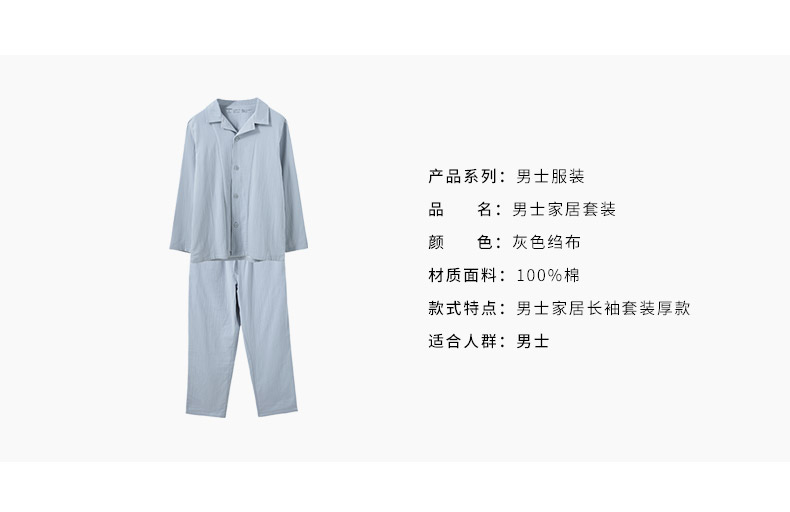 产品系列：男士服装
品　　名：男士家居套装
颜　　色：灰色绉布
材质面料：100%棉
款式特点：男士家居长袖套装厚款
适合人群：男士